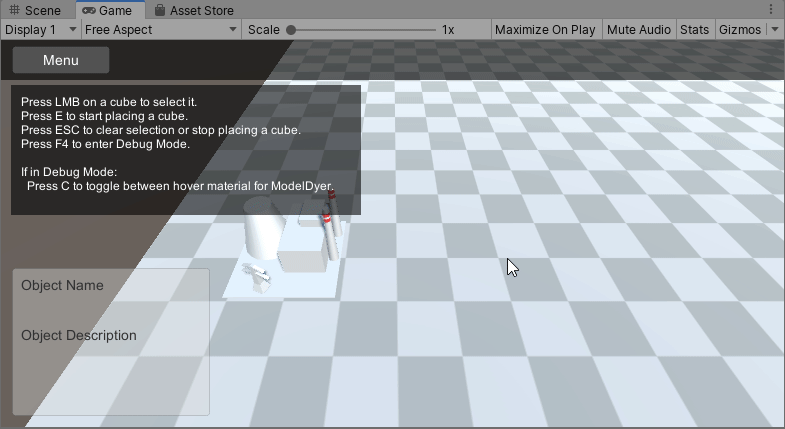 Scene Game Asset Store
Display 1 Free Aspect Scale 1x Maximize On Play Mute Audio Stats Gizmos
Menu
Press LMB on a cube to select it.
Press E to start placing a cube.
Press ESC to clear selection or stop placing a cube.
Press F4 to enter Debug Mode.
If in Debug Mode:
Press C to toggle between hover material for ModelDyer.
Object Name
Object Description